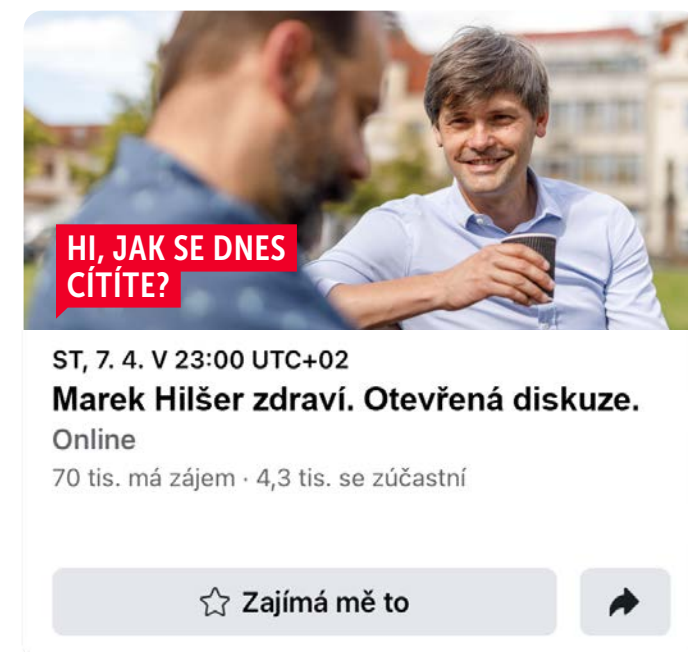 HI, JAK SE DNES
CÍTÍTE?
ST, 7. 4. V 23:00 UTC+02
Marek Hilšer zdraví. Otevřená diskuze.
Online
70 tis. má zájem · 4,3 tis. se zúčastní
Zajímá mě to